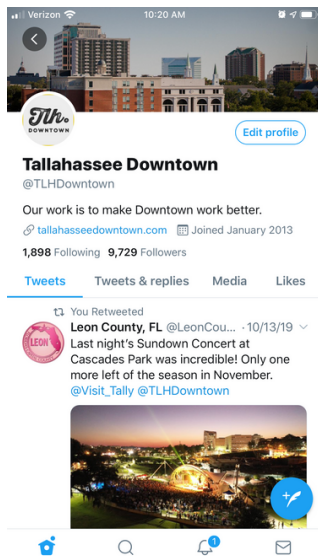 Verizon 10:20 AM
Tlh.
DOWNTOWN
Edit profile
Tallahassee Downtown
@TLHDowntown
Our work is to make Downtown work better.
tallahasseedowntown.com Joined January 2013
1,898 Following 9,729 Followers
Tweets Tweets & replies Media Likes
You Retweeted
Leon County, FL @LeonCou... · 10/13/19
LEON
Last night's Sundown Concert at
Cascades Park was incredible! Only one
more left of the season in November.
@Visit_Tally @TLHDowntown
1